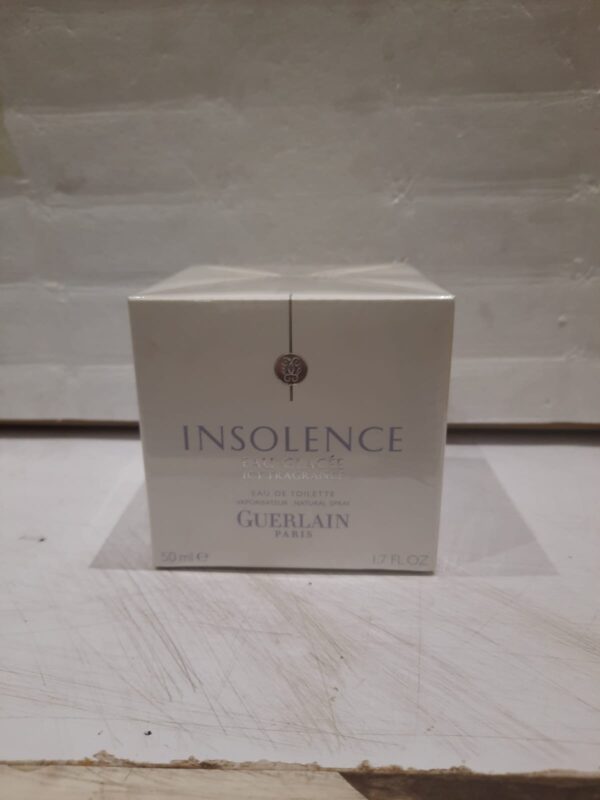 INSOLENCE
EAU GLACÉE
ICY FRAGRANCE
EAU DE TOILETTE
VAPORISATEUR · NATURAL SPRAY
GUERLAIN
PARIS
50 ml ℮ 1.7 FL.OZ